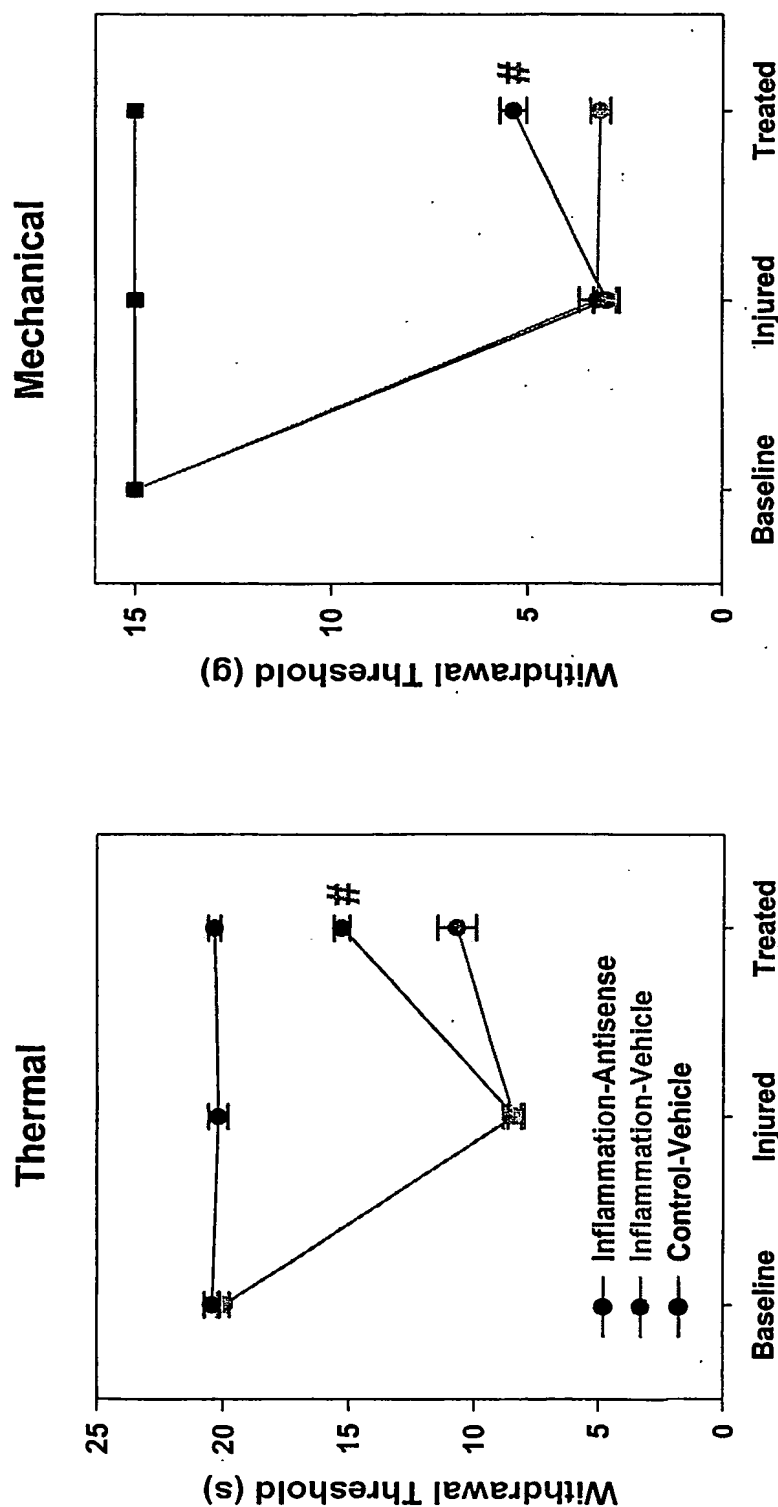 Thermal
Withdrawal Threshold (s)
25
20
15
10
5
0
#
Inflammation-Antisense
Inflammation-Vehicle
Control-Vehicle
Baseline
Injured
Treated
Mechanical
Withdrawal Threshold (g)
15
10
5
0
#
Baseline
Injured
Treated